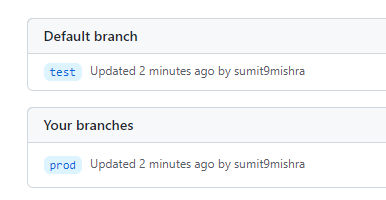 Default branch
test Updated 2 minutes ago by sumit9mishra
Your branches
prod Updated 2 minutes ago by sumit9mishra